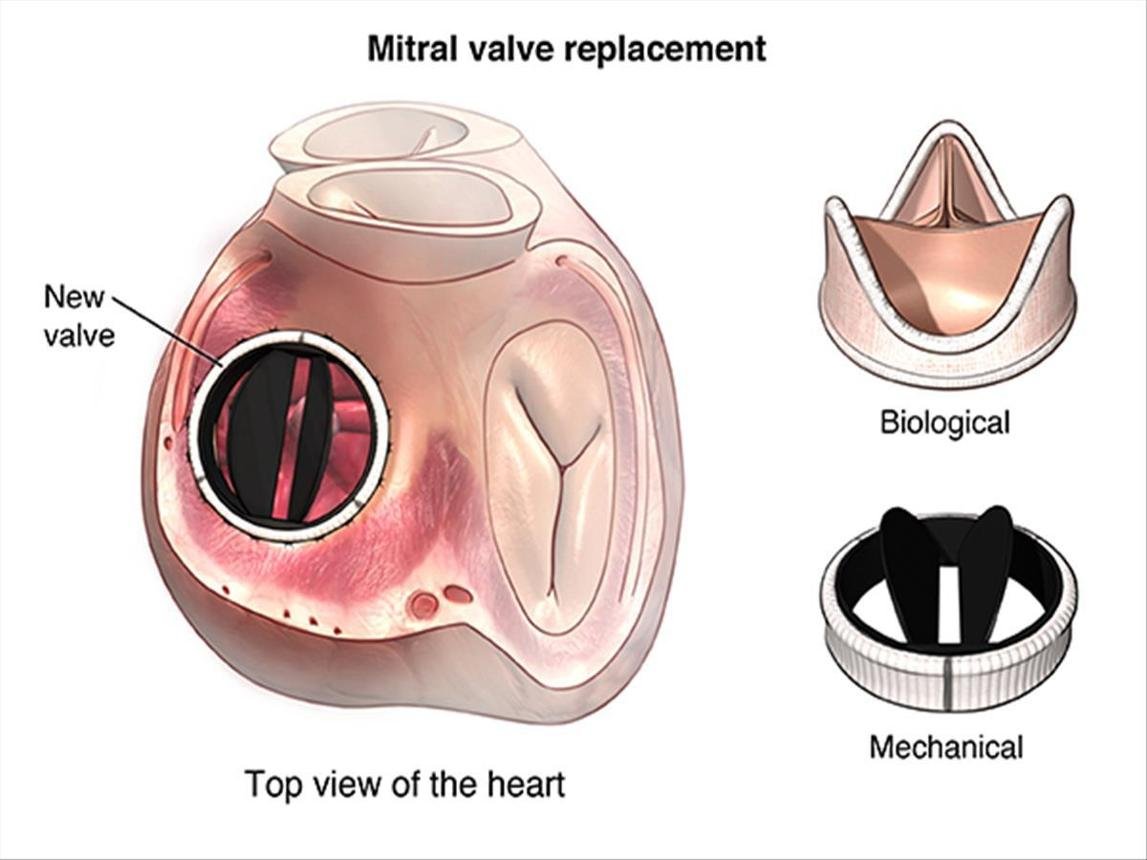 Mitral valve replacement
New
valve
Biological
Mechanical
Top view of the heart